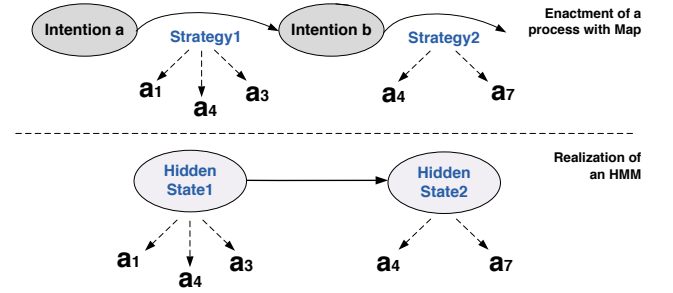 Intention a
Strategy1
Intention b
Strategy2
Enactment of a
process with Map
a1
a4
a3
a4
a7
Hidden
State1
Hidden
State2
Realization of
an HMM
a1
a4
a3
a4
a7